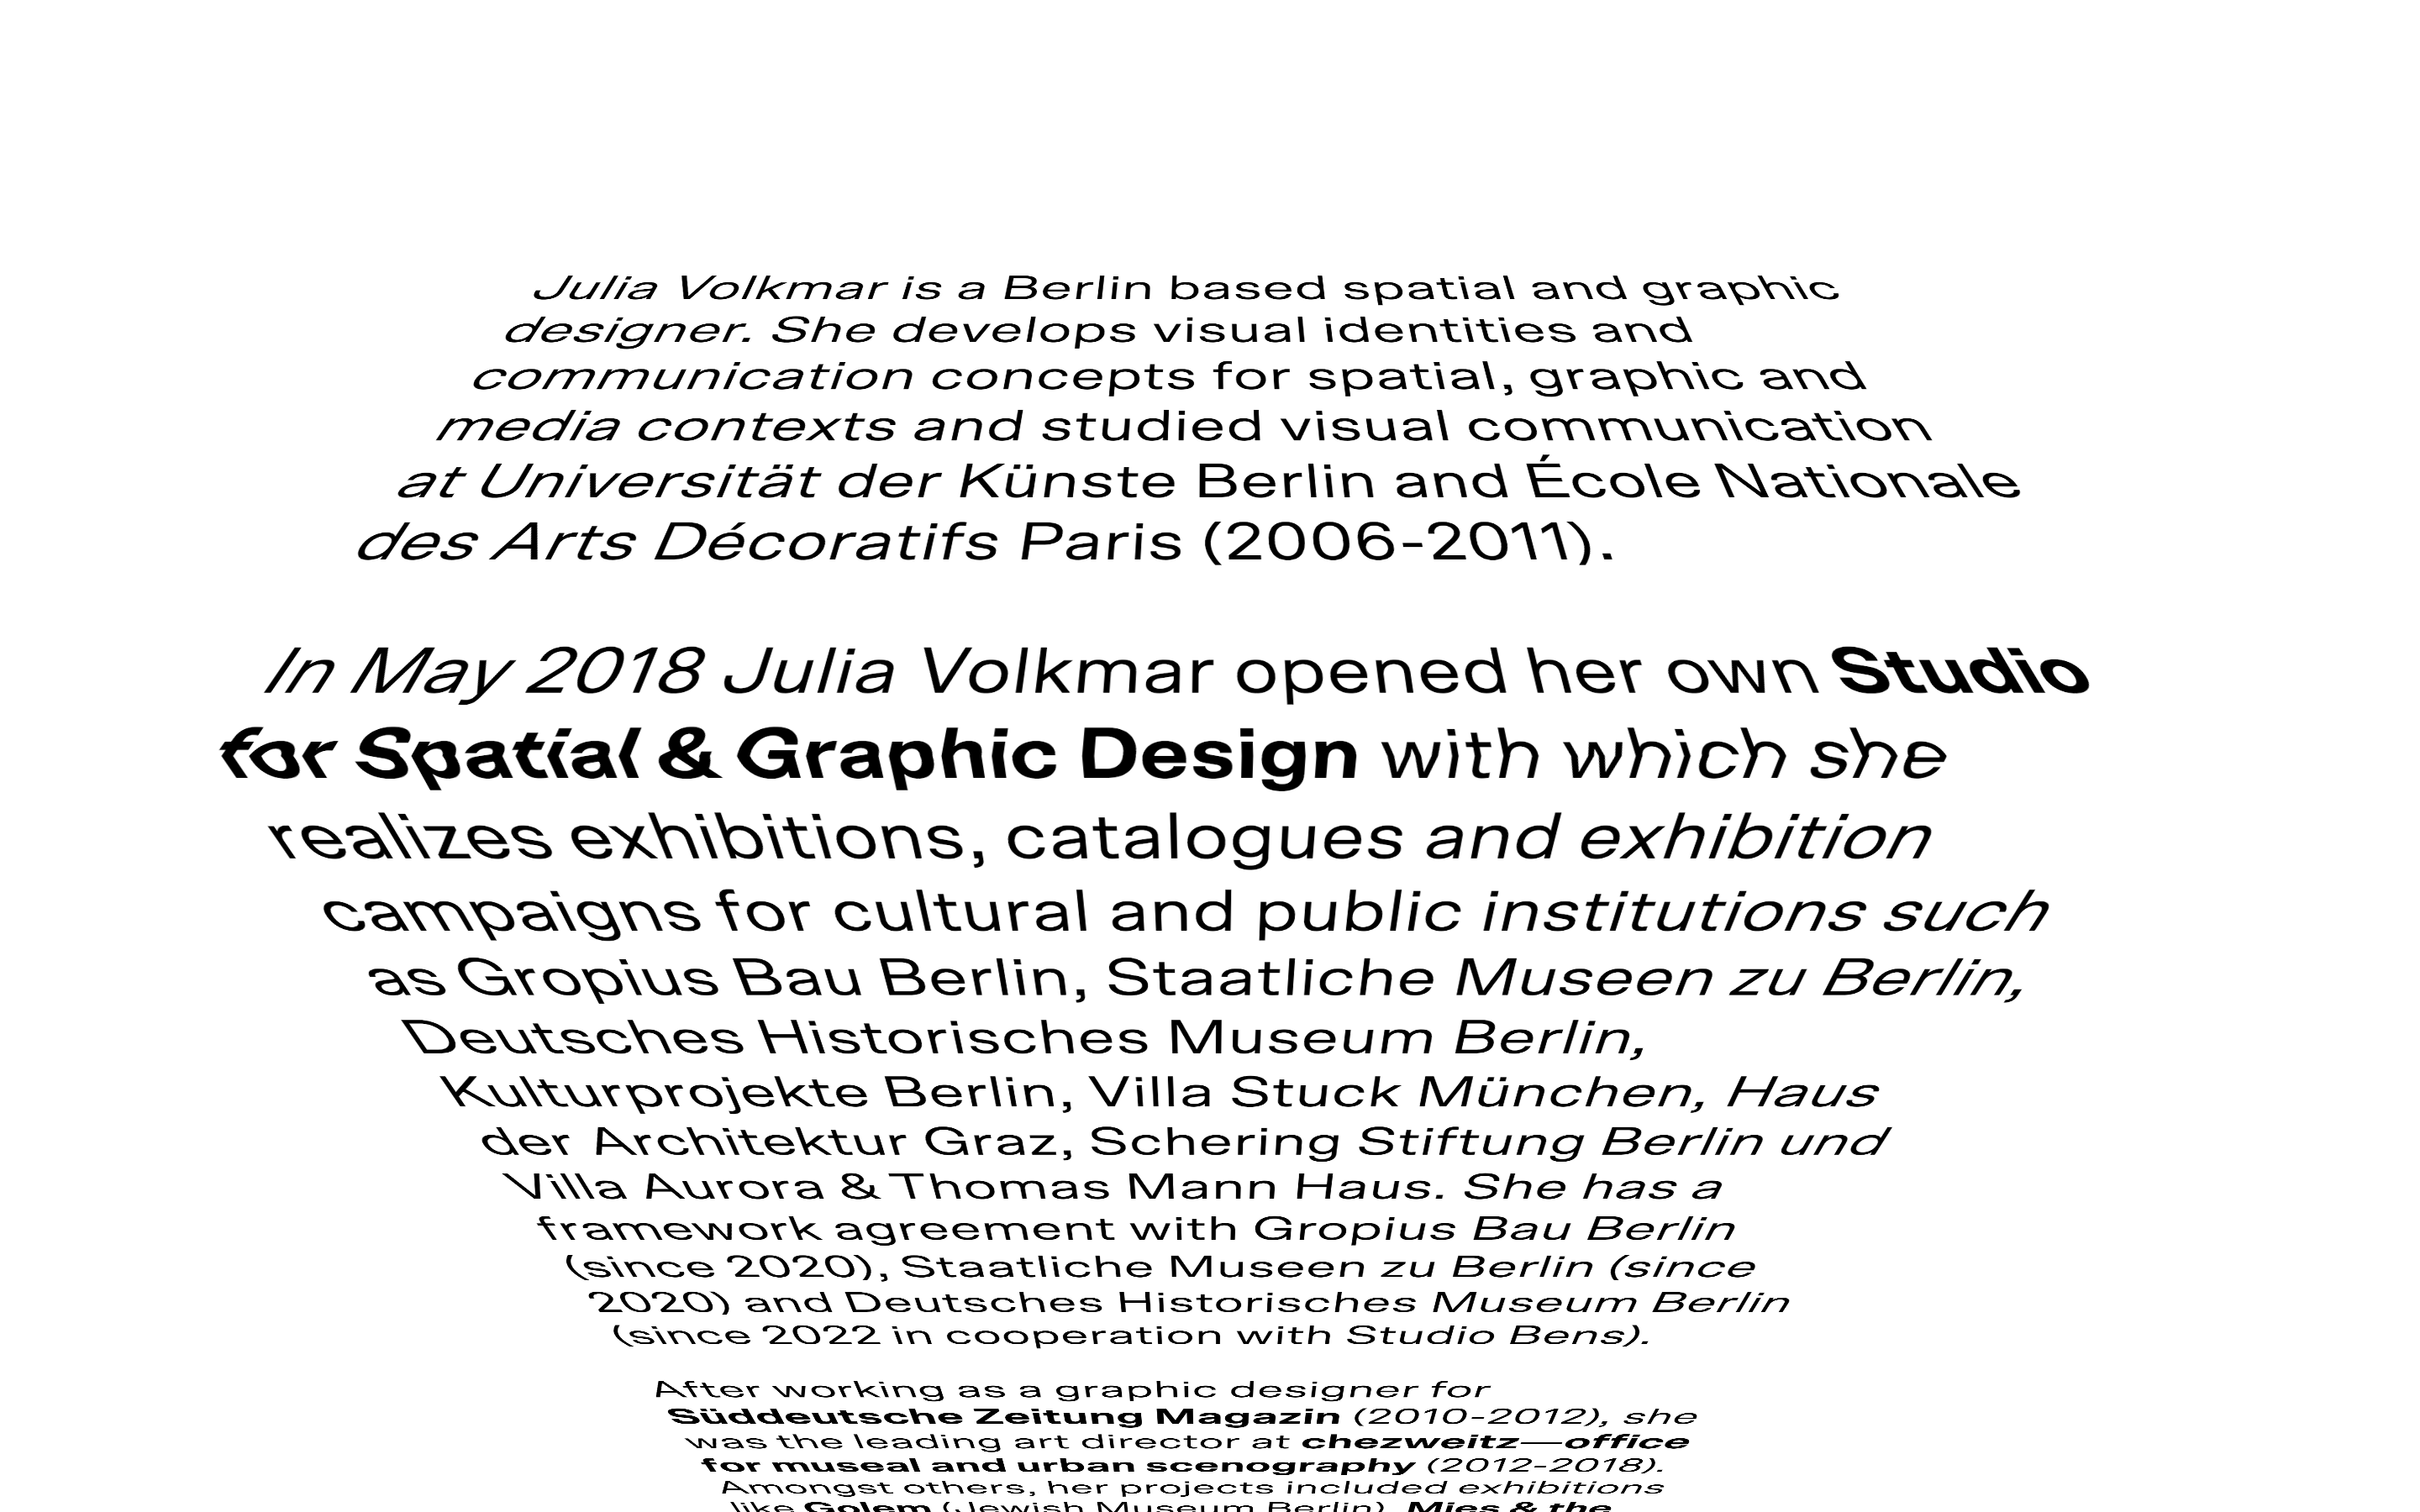 Julia Volkmar is a Berlin based spatial and graphic
designer. She develops visual identities and
communication concepts for spatial, graphic and
media contexts and studied visual communication
at Universität der Künste Berlin and École Nationale
des Arts Décoratifs Paris (2006-2011).
In May 2018 Julia Volkmar opened her own Studio
for Spatial & Graphic Design with which she
realizes exhibitions, catalogues and exhibition
campaigns for cultural and public institutions such
as Gropius Bau Berlin, Staatliche Museen zu Berlin,
Deutsches Historisches Museum Berlin,
Kulturprojekte Berlin, Villa Stuck München, Haus
der Architektur Graz, Schering Stiftung Berlin und
Villa Aurora & Thomas Mann Haus. She has a
framework agreement with Gropius Bau Berlin
(since 2020), Staatliche Museen zu Berlin (since
2020) and Deutsches Historisches Museum Berlin
(since 2022 in cooperation with Studio Bens).
After working as a graphic designer for
Süddeutsche Zeitung Magazin (2010-2012), she
was the leading art director at chezweitz—office
for museal and urban scenography (2012-2018).
Amongst others, her projects included exhibitions
like Golem (Jewish Museum Berlin), Mies & the